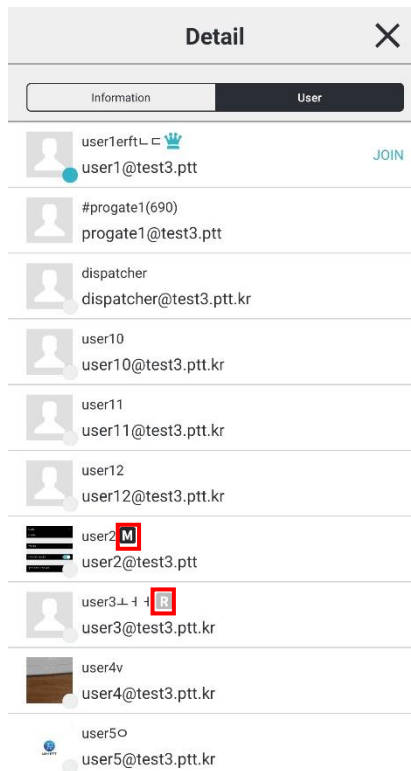 Detail
Information
User
user1erftㄴㄷ
user1@test3.ptt
JOIN
#progate1(690)
progate1@test3.ptt
dispatcher
dispatcher@test3.ptt.kr
user10
user10@test3.ptt.kr
user11
user11@test3.ptt.kr
user12
user12@test3.ptt.kr
user2 M
user2@test3.ptt
user3ㅗㅓㅓ R
user3@test3.ptt.kr
user4v
user4@test3.ptt.kr
user5ㅇ
user5@test3.ptt.kr